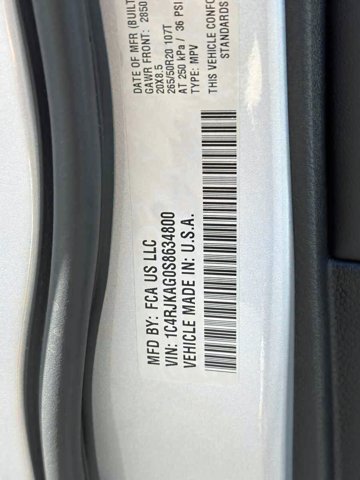 MFD BY: FCA US LLC
VIN: 1C4RJKAG0S8634800
VEHICLE MADE IN: U.S.A.
DATE OF MFR (BUILT
GAWR FRONT: 2850
20X8.5
265/50R20 107T
AT 250 kPa / 36 PSI
TYPE: MPV
THIS VEHICLE CONFO
STANDARDS